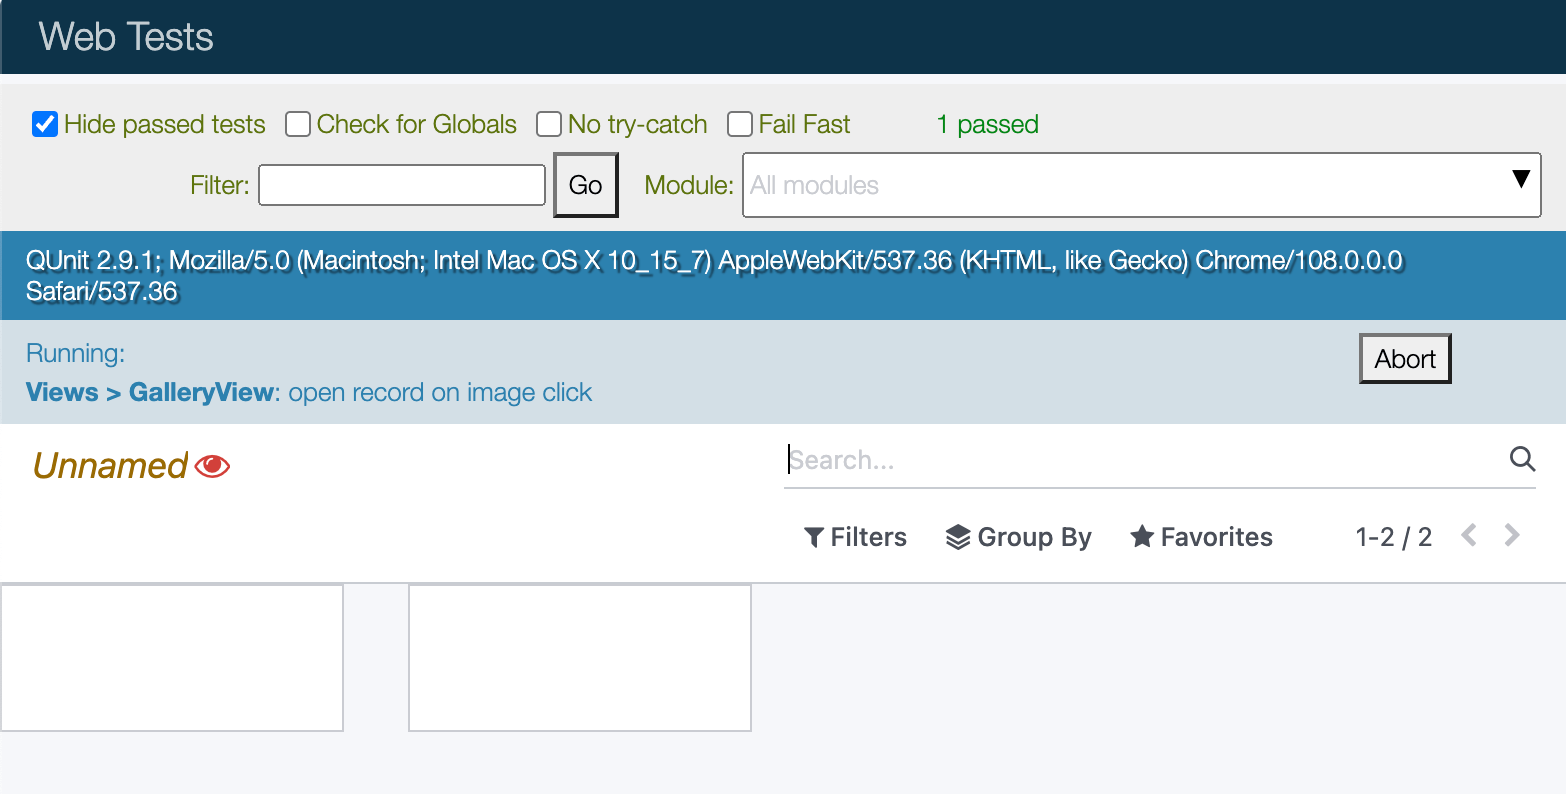 Web Tests
Hide passed tests Check for Globals No try-catch Fail Fast 1 passed
Filter: Go Module: All modules
QUnit 2.9.1; Mozilla/5.0 (Macintosh; Intel Mac OS X 10_15_7) AppleWebKit/537.36 (KHTML, like Gecko) Chrome/108.0.0.0
Safari/537.36
Running:
Abort
Views > GalleryView: open record on image click
Unnamed
Search...
Filters Group By Favorites 1-2 / 2